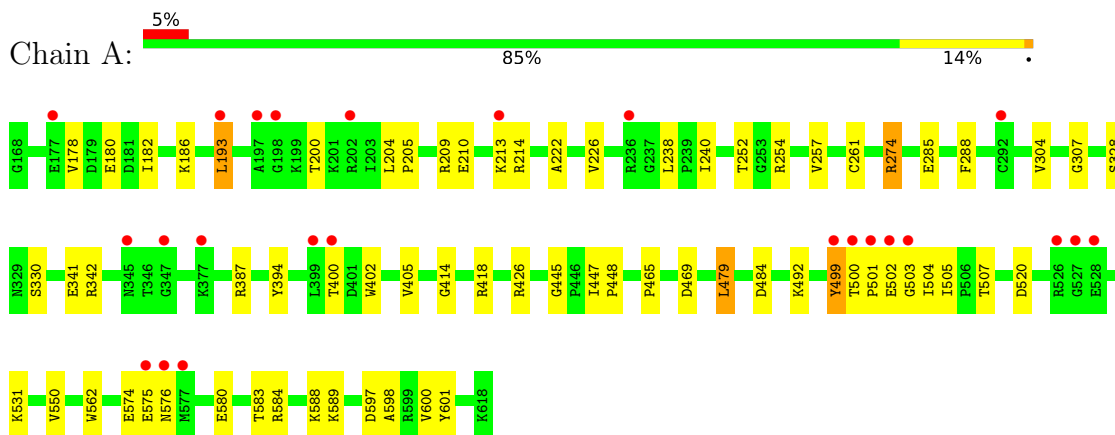 5%
Chain A:
85% 14% •
G168 E177 V178 D179 E180 D181 I182 K186 L193 A197 G198 K199 T200 K201 R202 I203 L204 P205 R209 E210 K213 R214 A222 V226 R236 G237 L238 P239 I240 T252 G253 R254 V257 C261 R274 E285 F288 C292 V304 G307 S328
N329 S330 E341 R342 N345 T346 G347 K377 R387 Y394 L399 T400 D401 W402 V405 G414 R418 R426 G445 P446 I447 P448 P465 D469 L479 D484 K492 Y499 T500 P501 E502 G503 I504 I505 P506 T507 D520 R526 G527 E528
K531 V550 W562 E574 E575 N576 M577 E580 T583 R584 K588 K589 D597 A598 R599 V600 Y601 K618